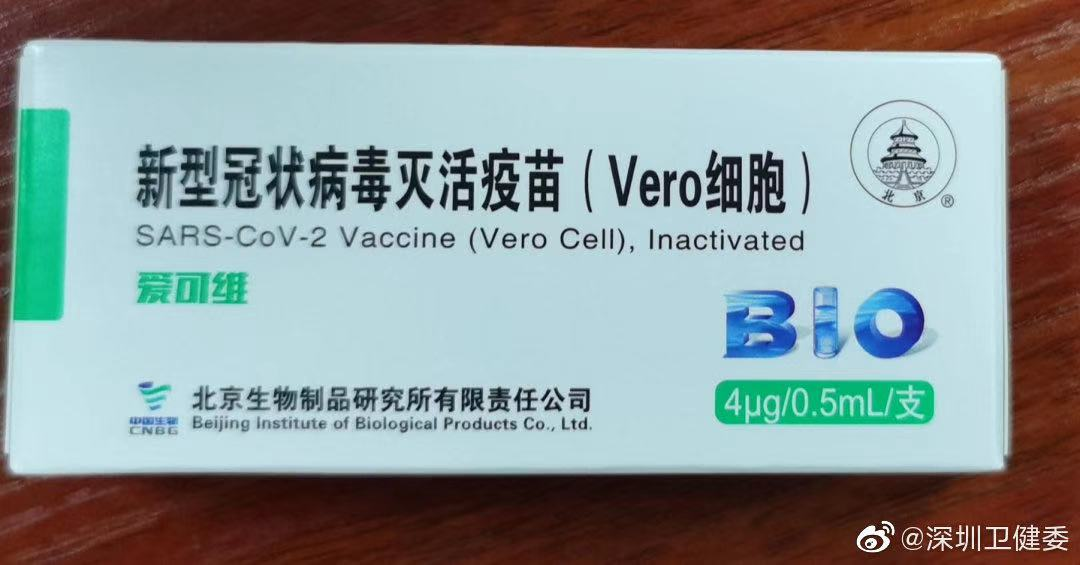 新型冠状病毒灭活疫苗（Vero细胞）
SARS-CoV-2 Vaccine (Vero Cell), Inactivated
爱可维
北京
®
BIO
4μg/0.5mL/支
中国生物
CNBG
北京生物制品研究所有限责任公司
Beijing Institute of Biological Products Co., Ltd.
@深圳卫健委